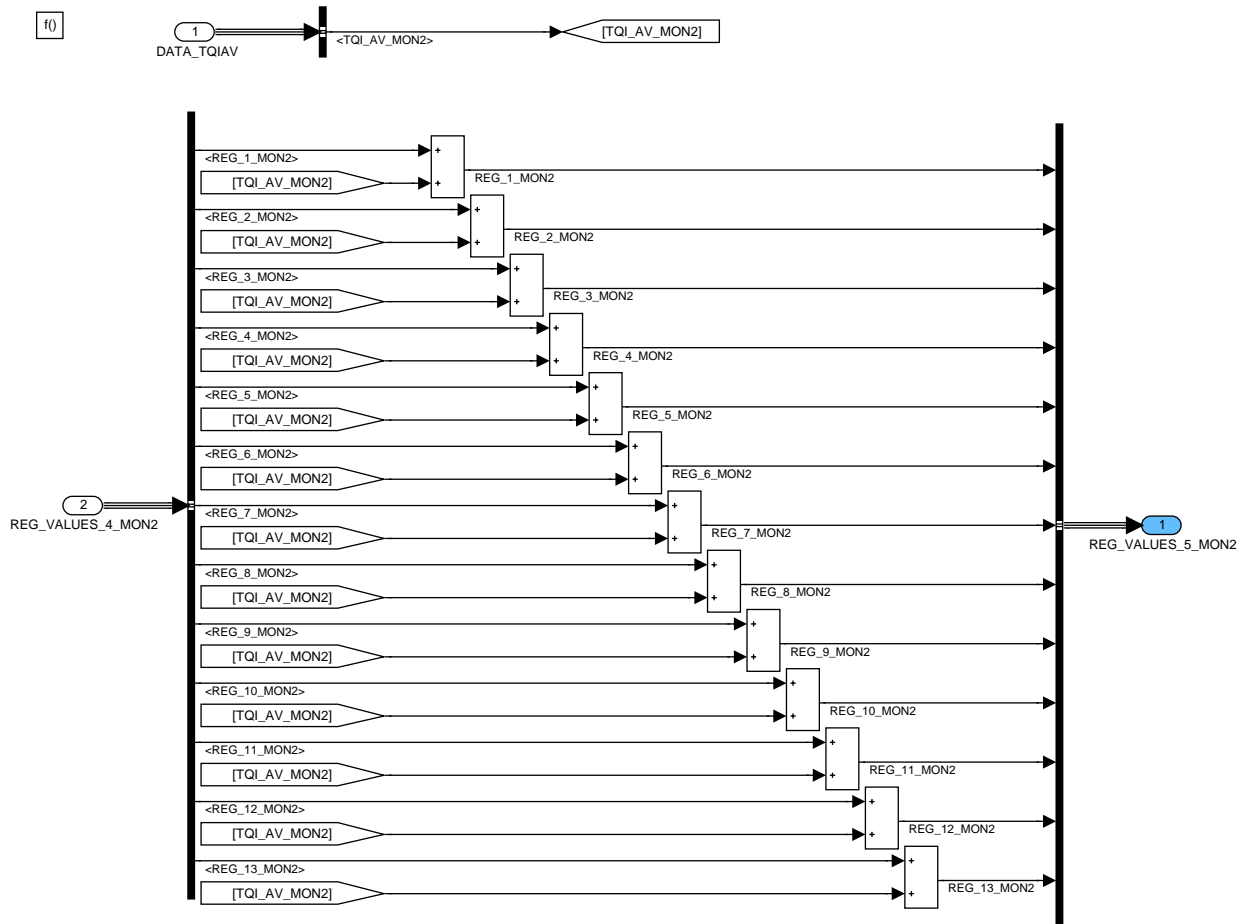 f()
1
DATA_TQIAV
<TQI_AV_MON2>
[TQI_AV_MON2]
+
<REG_1_MON2>
[TQI_AV_MON2]
+
REG_1_MON2
+
<REG_2_MON2>
[TQI_AV_MON2]
+
REG_2_MON2
+
<REG_3_MON2>
[TQI_AV_MON2]
+
REG_3_MON2
+
<REG_4_MON2>
[TQI_AV_MON2]
+
REG_4_MON2
+
<REG_5_MON2>
[TQI_AV_MON2]
+
REG_5_MON2
+
<REG_6_MON2>
[TQI_AV_MON2]
+
REG_6_MON2
2
REG_VALUES_4_MON2
+
<REG_7_MON2>
[TQI_AV_MON2]
+
REG_7_MON2
1
REG_VALUES_5_MON2
+
<REG_8_MON2>
[TQI_AV_MON2]
+
REG_8_MON2
+
<REG_9_MON2>
[TQI_AV_MON2]
+
REG_9_MON2
+
<REG_10_MON2>
[TQI_AV_MON2]
+
REG_10_MON2
+
<REG_11_MON2>
[TQI_AV_MON2]
+
REG_11_MON2
+
<REG_12_MON2>
[TQI_AV_MON2]
+
REG_12_MON2
+
<REG_13_MON2>
[TQI_AV_MON2]
+
REG_13_MON2